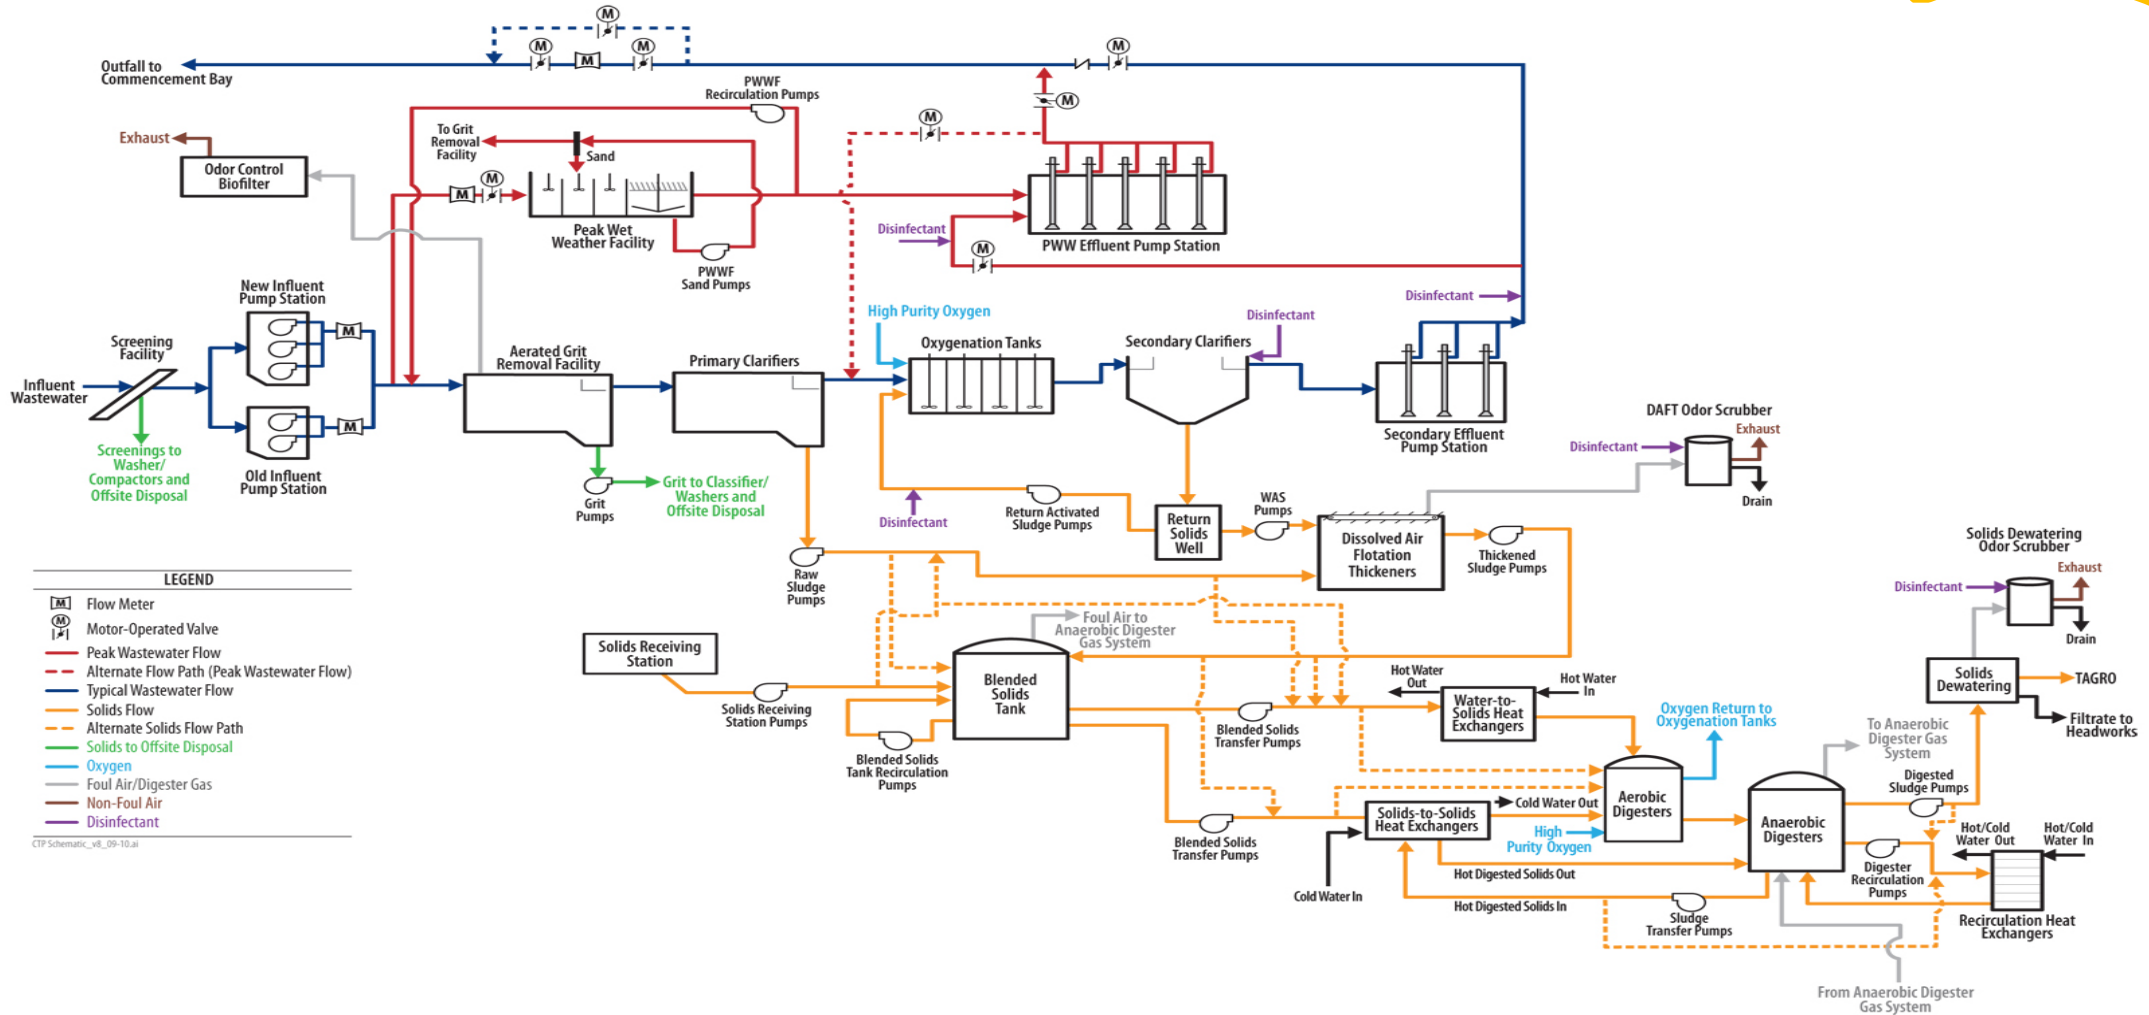 Outfall to
Commencement Bay
M
M
M
M
M
PWWF
Recirculation Pumps
M
M
Exhaust
Odor Control
Biofilter
To Grit
Removal
Facility
Sand
M
M
Peak Wet
Weather Facility
PWWF
Sand Pumps
Disinfectant
M
PWW Effluent Pump Station
Disinfectant
New Influent
Pump Station
M
Screening
Facility
Influent
Wastewater
Screenings to
Washer/
Compactors and
Offsite Disposal
M
Old Influent
Pump Station
Aerated Grit
Removal Facility
Grit
Pumps
Grit to Classifier/
Washers and
Offsite Disposal
Primary Clarifiers
High Purity Oxygen
Oxygenation Tanks
Secondary Clarifiers
Disinfectant
Secondary Effluent
Pump Station
DAFT Odor Scrubber
Disinfectant
Exhaust
Drain
Disinfectant
Return Activated
Sludge Pumps
Return
Solids
Well
WAS
Pumps
Dissolved Air
Flotation
Thickeners
Thickened
Sludge Pumps
Raw
Sludge
Pumps
Solids Dewatering
Odor Scrubber
Disinfectant
Exhaust
Drain
Solids Receiving
Station
Solids Receiving
Station Pumps
Foul Air to
Anaerobic Digester
Gas System
Blended
Solids
Tank
Blended Solids
Tank Recirculation
Pumps
Blended Solids
Transfer Pumps
Hot Water
Out
Hot Water
In
Water-to-
Solids Heat
Exchangers
Oxygen Return to
Oxygenation Tanks
Solids
Dewatering
TAGRO
Filtrate to
Headworks
To Anaerobic
Digester Gas
System
Digested
Sludge Pumps
Blended Solids
Transfer Pumps
Solids-to-Solids
Heat Exchangers
Cold Water Out
High
Purity Oxygen
Aerobic
Digesters
Anaerobic
Digesters
Cold Water In
Hot Digested Solids Out
Hot Digested Solids In
Sludge
Transfer Pumps
Digester
Recirculation
Pumps
Hot/Cold
Water Out
Hot/Cold
Water In
Recirculation Heat
Exchangers
From Anaerobic Digester
Gas System
LEGEND
M Flow Meter
M Motor-Operated Valve
Peak Wastewater Flow
Alternate Flow Path (Peak Wastewater Flow)
Typical Wastewater Flow
Solids Flow
Alternate Solids Flow Path
Solids to Offsite Disposal
Oxygen
Foul Air/Digester Gas
Non-Foul Air
Disinfectant
CTP Schematic_v8_09-10.ai